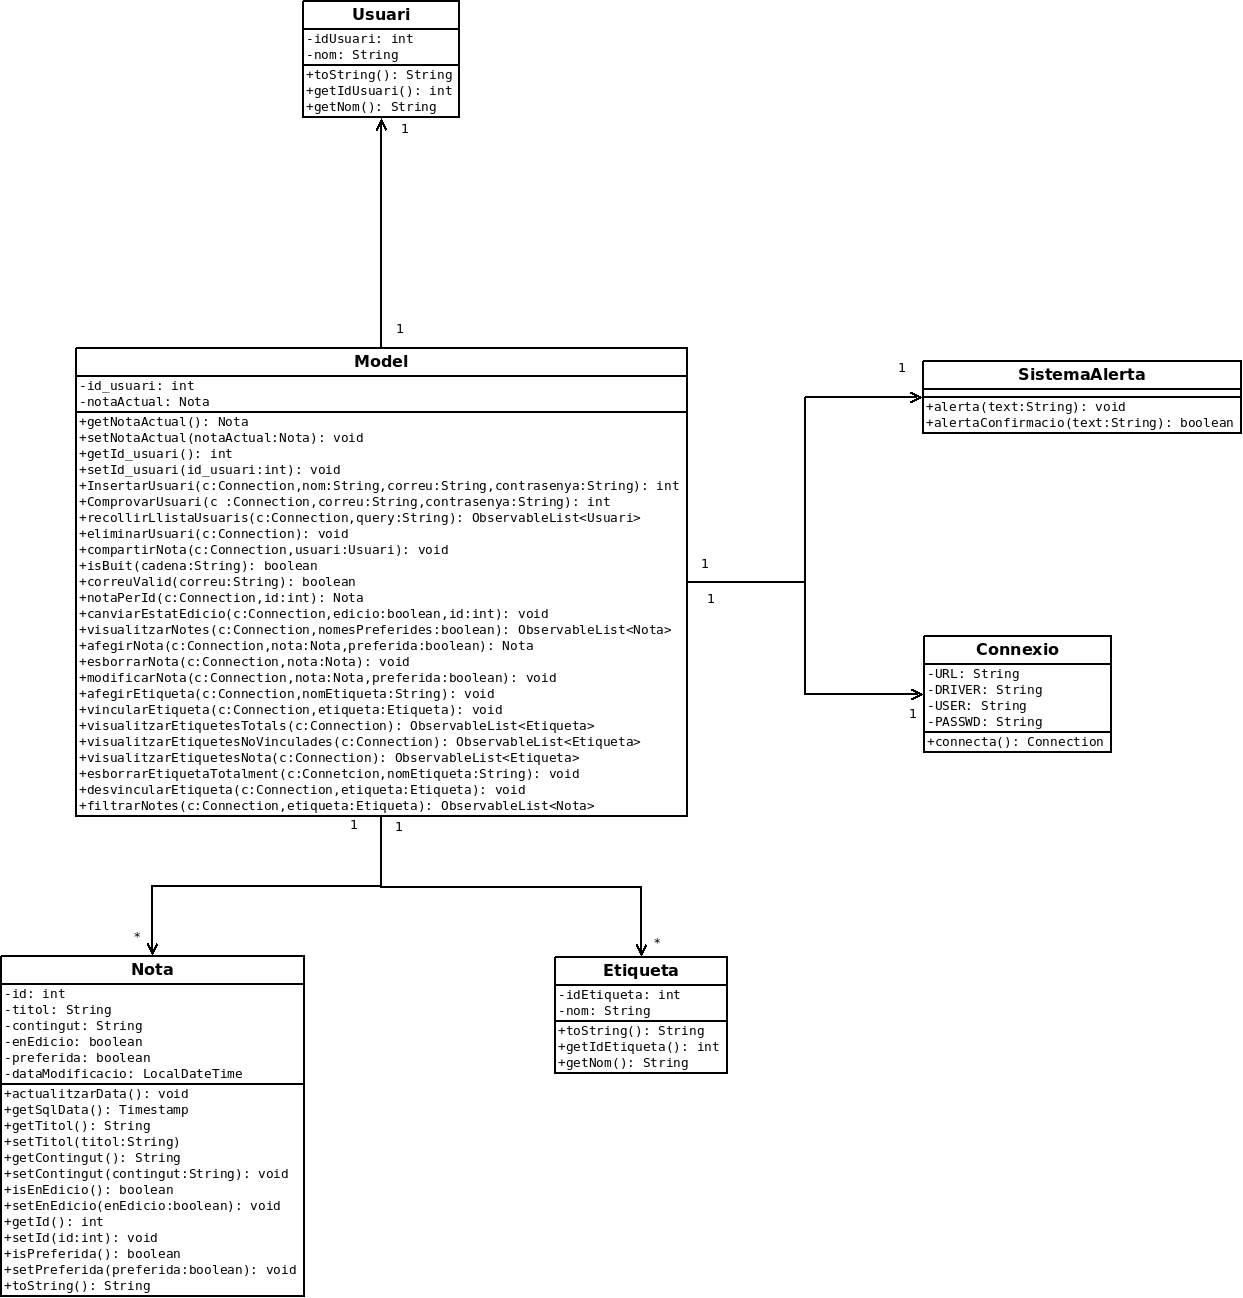 Usuari
-idUsuari: int
-nom: String
+toString(): String
+getIdUsuari(): int
+getNom(): String
1
1
Model
-id_usuari: int
-notaActual: Nota
+getNotaActual(): Nota
+setNotaActual(notaActual:Nota): void
+getId_usuari(): int
+setId_usuari(id_usuari:int): void
+InsertarUsuari(c:Connection,nom:String,correu:String,contrasenya:String): int
+ComprovarUsuari(c :Connection,correu:String,contrasenya:String): int
+recollirLlistaUsuaris(c:Connection,query:String): ObservableList<Usuari>
+eliminarUsuari(c:Connection): void
+compartirNota(c:Connection,usuari:Usuari): void
+isBuit(cadena:String): boolean
+correuValid(correu:String): boolean
+notaPerId(c:Connection,id:int): Nota
+canviarEstatEdicio(c:Connection,edicio:boolean,id:int): void
+visualitzarNotes(c:Connection,nomesPreferides:boolean): ObservableList<Nota>
+afegirNota(c:Connection,nota:Nota,preferida:boolean): Nota
+esborrarNota(c:Connection,nota:Nota): void
+modificarNota(c:Connection,nota:Nota,preferida:boolean): void
+afegirEtiqueta(c:Connection,nomEtiqueta:String): void
+vincularEtiqueta(c:Connection,etiqueta:Etiqueta): void
+visualitzarEtiquetesTotals(c:Connection): ObservableList<Etiqueta>
+visualitzarEtiquetesNoVinculades(c:Connection): ObservableList<Etiqueta>
+visualitzarEtiquetesNota(c:Connection): ObservableList<Etiqueta>
+esborrarEtiquetaTotalment(c:Connetcion,nomEtiqueta:String): void
+desvincularEtiqueta(c:Connection,etiqueta:Etiqueta): void
+filtrarNotes(c:Connection,etiqueta:Etiqueta): ObservableList<Nota>
1
1
1
SistemaAlerta
+alerta(text:String): void
+alertaConfirmacio(text:String): boolean
1
Connexio
-URL: String
-DRIVER: String
-USER: String
-PASSWD: String
+connecta(): Connection
1
1
*
*
Nota
-id: int
-titol: String
-contingut: String
-enEdicio: boolean
-preferida: boolean
-dataModificacio: LocalDateTime
+actualitzarData(): void
+getSqlData(): Timestamp
+getTitol(): String
+setTitol(titol:String)
+getContingut(): String
+setContingut(contingut:String): void
+isEnEdicio(): boolean
+setEnEdicio(enEdicio:boolean): void
+getId(): int
+setId(id:int): void
+isPreferida(): boolean
+setPreferida(preferida:boolean): void
+toString(): String
Etiqueta
-idEtiqueta: int
-nom: String
+toString(): String
+getIdEtiqueta(): int
+getNom(): String